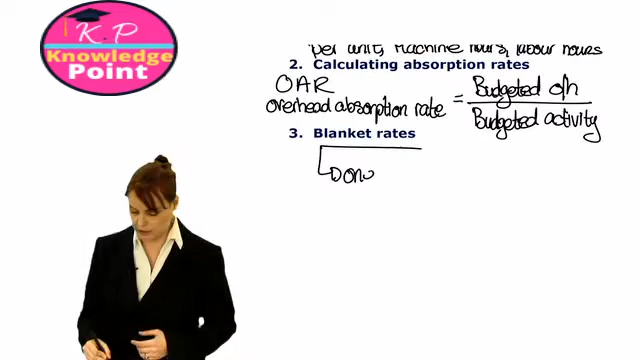 K.P
Knowledge
Point
per unit, machine hours, labour hours
2. Calculating absorption rates
OAR
overhead absorption rate = Budgeted o/h
Budgeted activity
3. Blanket rates